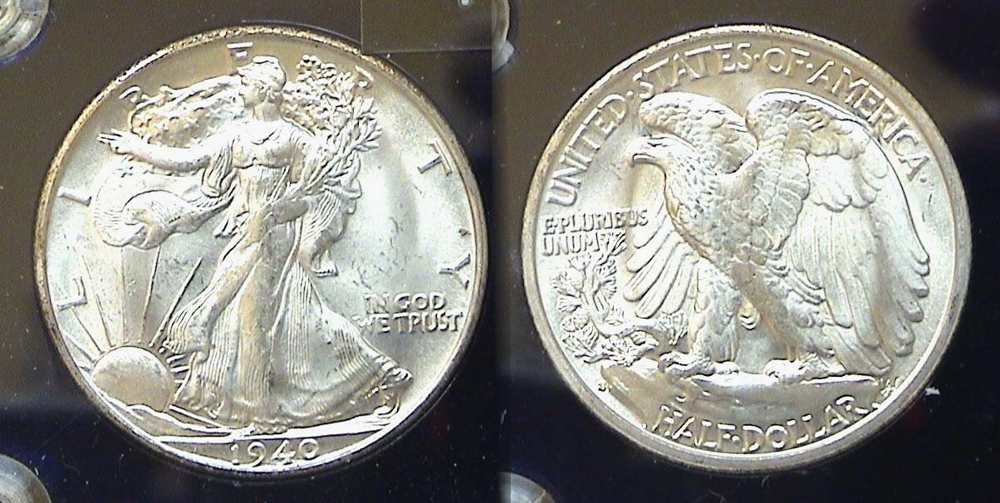 LIBERTY
IN GOD
WE TRUST
1940
UNITED·STATES·OF·AMERICA·
E·PLURIBUS
UNUM
HALF·DOLLAR